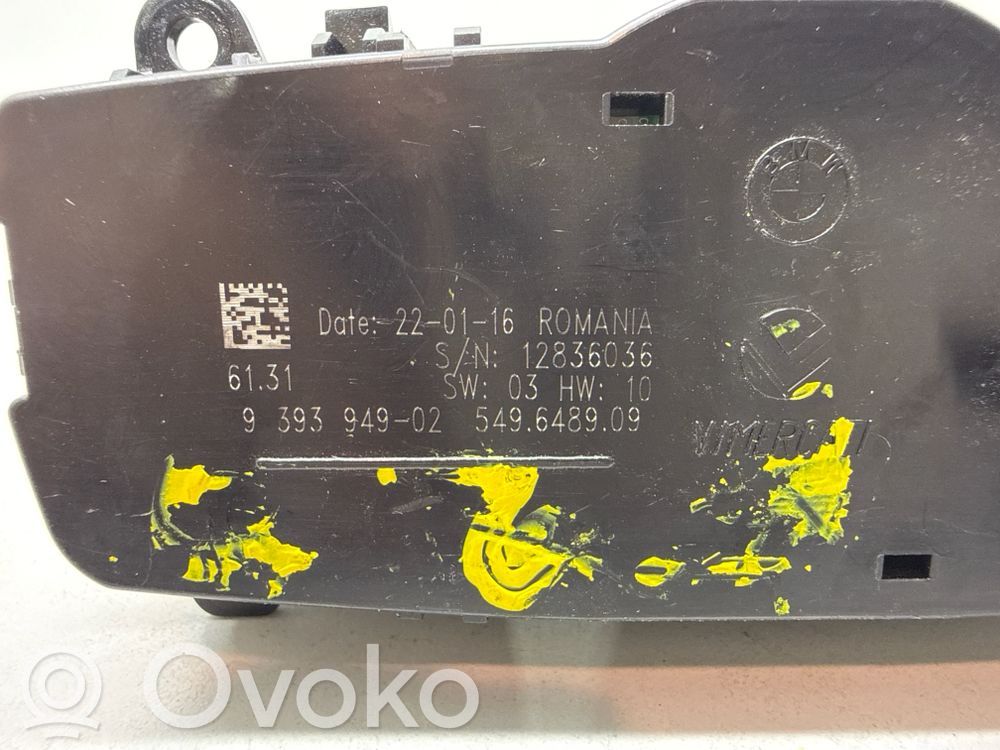 BMW
Date: 22-01-16 ROMANIA
S/N: 12836036
61.31
SW: 03 HW: 10
9 393 949-02 549.6489.09
Ovoko